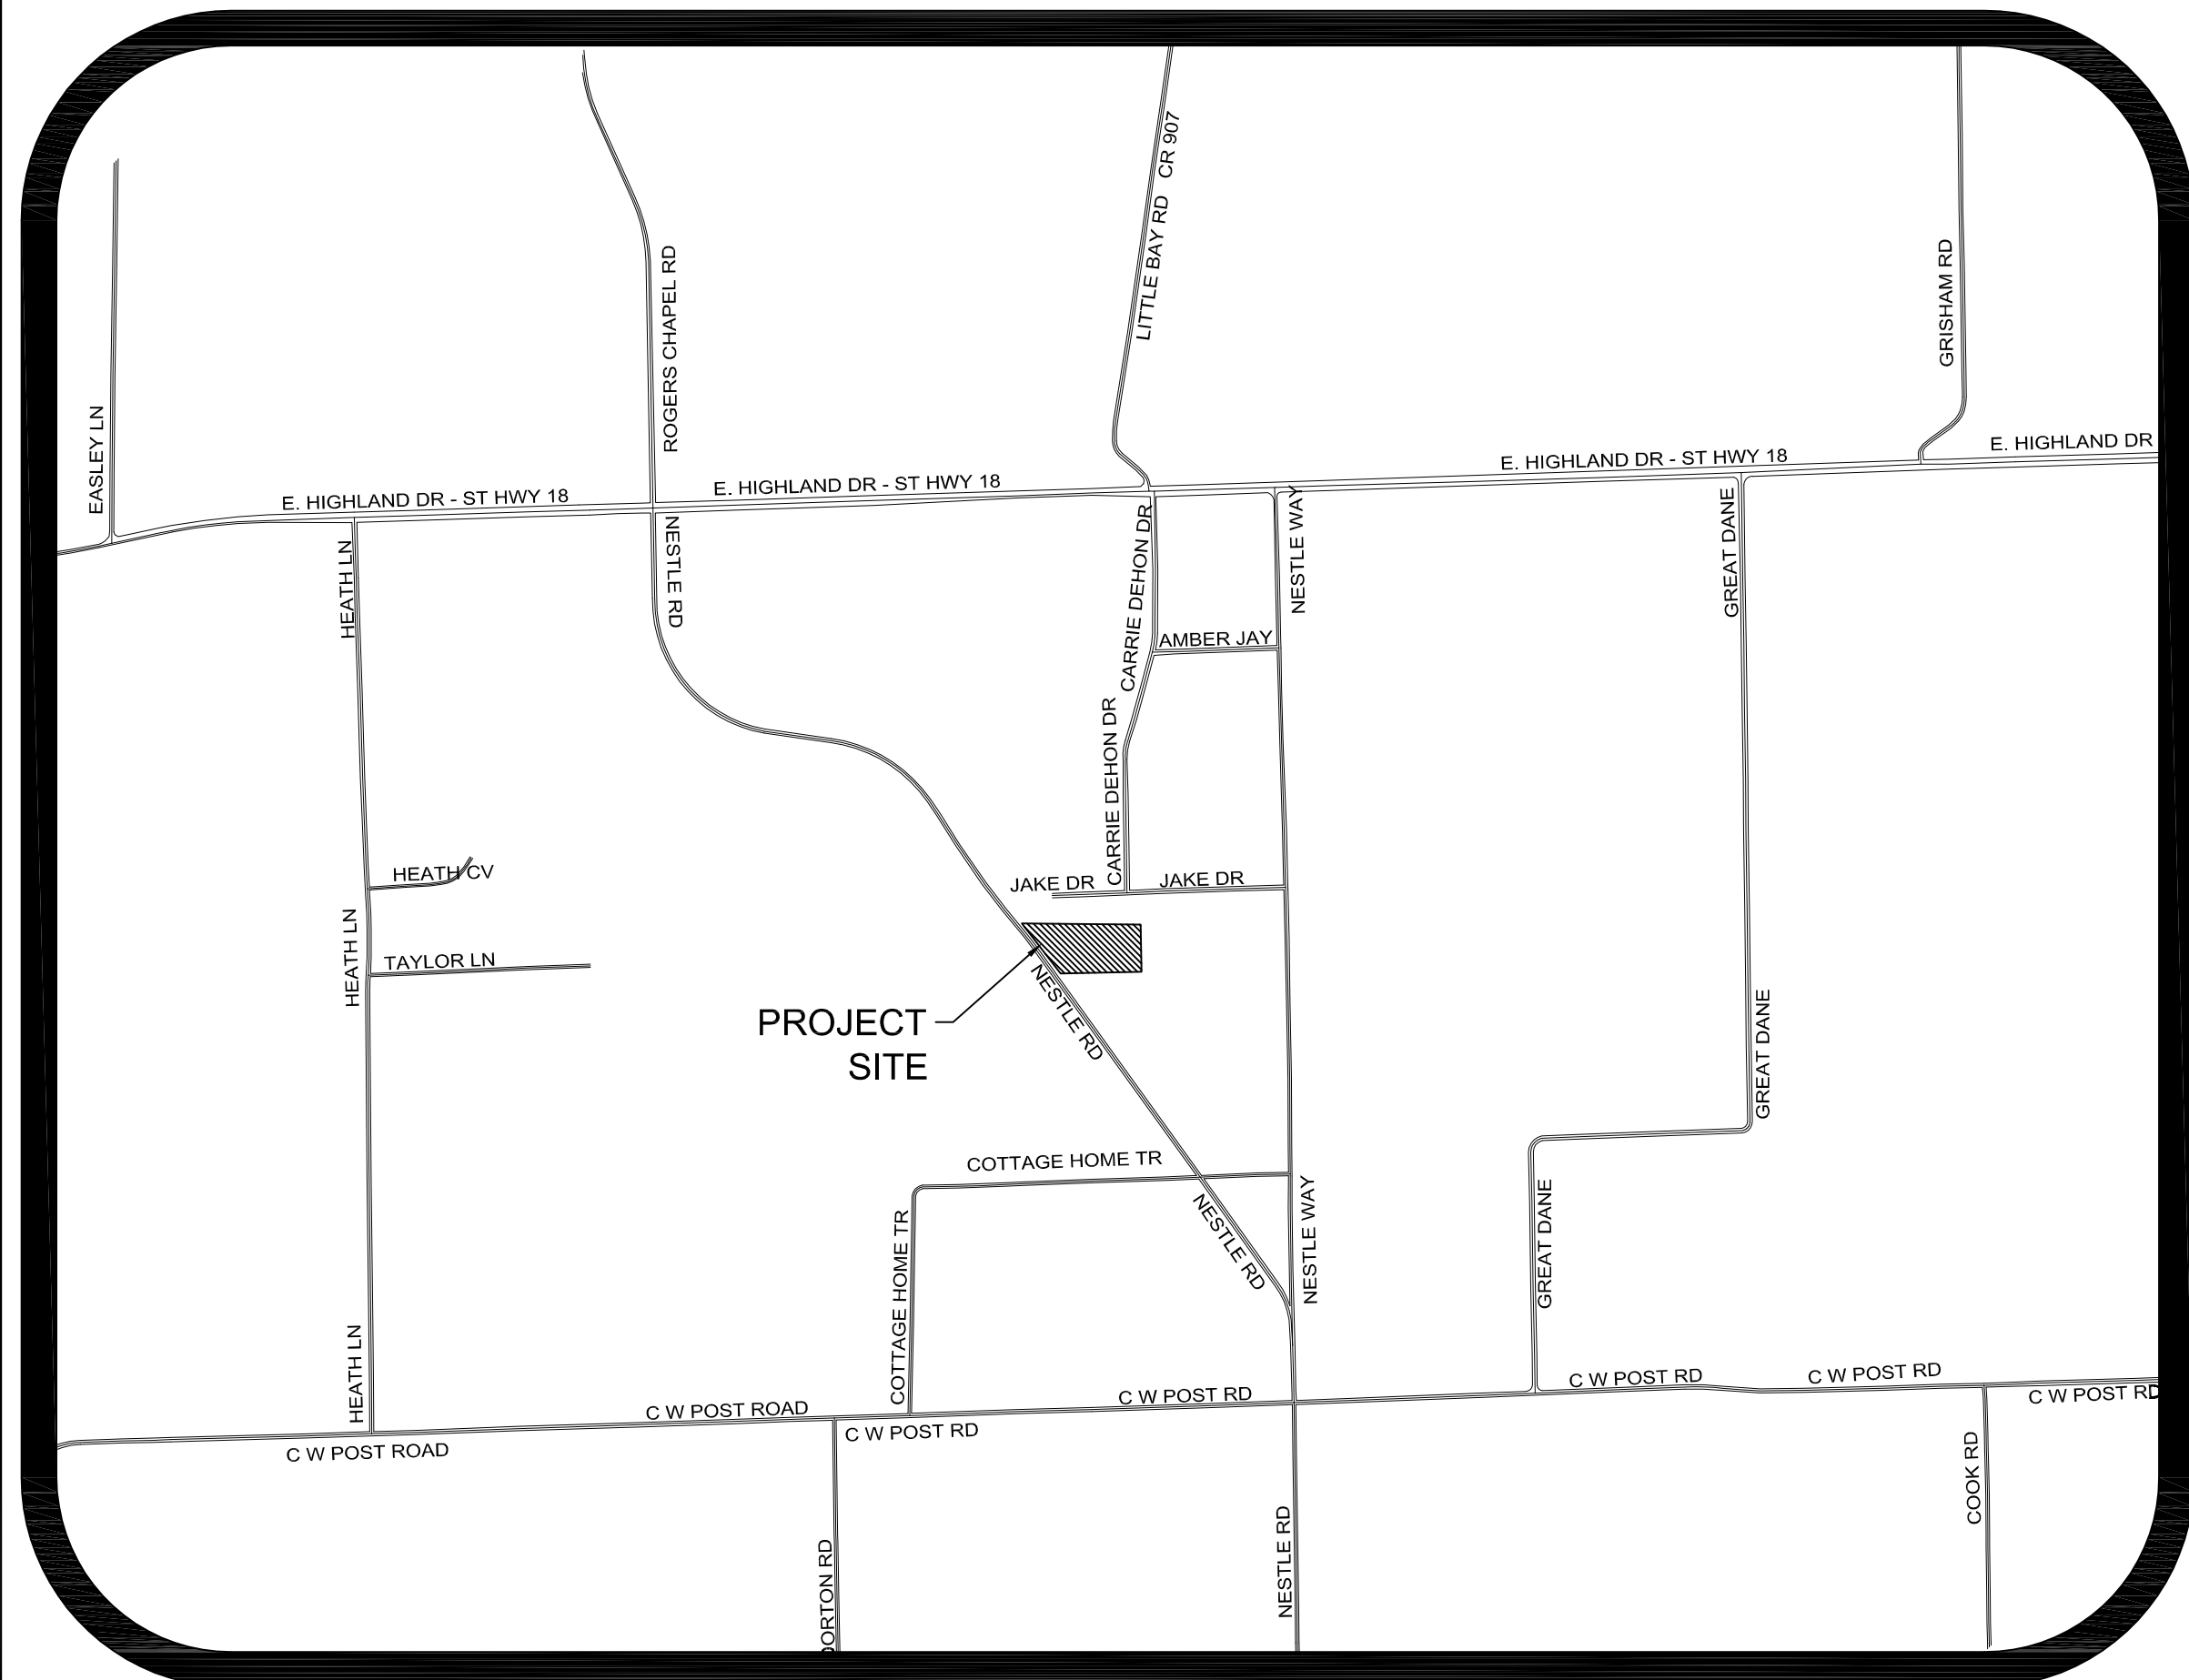 LITTLE BAY RD CR 907
ROGERS CHAPEL RD
GRISHAM RD
EASLEY LN
E. HIGHLAND DR
E. HIGHLAND DR - ST HWY 18
E. HIGHLAND DR - ST HWY 18
E. HIGHLAND DR - ST HWY 18
HEATH LN
NESTLE RD
CARRIE DEHON DR
NESTLE WAY
GREAT DANE
AMBER JAY
CARRIE DEHON DR
HEATH CV
JAKE DR
JAKE DR
HEATH LN
TAYLOR LN
NESTLE RD
PROJECT
SITE
GREAT DANE
COTTAGE HOME TR
COTTAGE HOME TR
NESTLE RD
NESTLE WAY
GREAT DANE
HEATH LN
C W POST RD
C W POST RD
C W POST RD
C W POST RD
C W POST ROAD
C W POST RD
C W POST ROAD
COOK RD
NESTLE RD